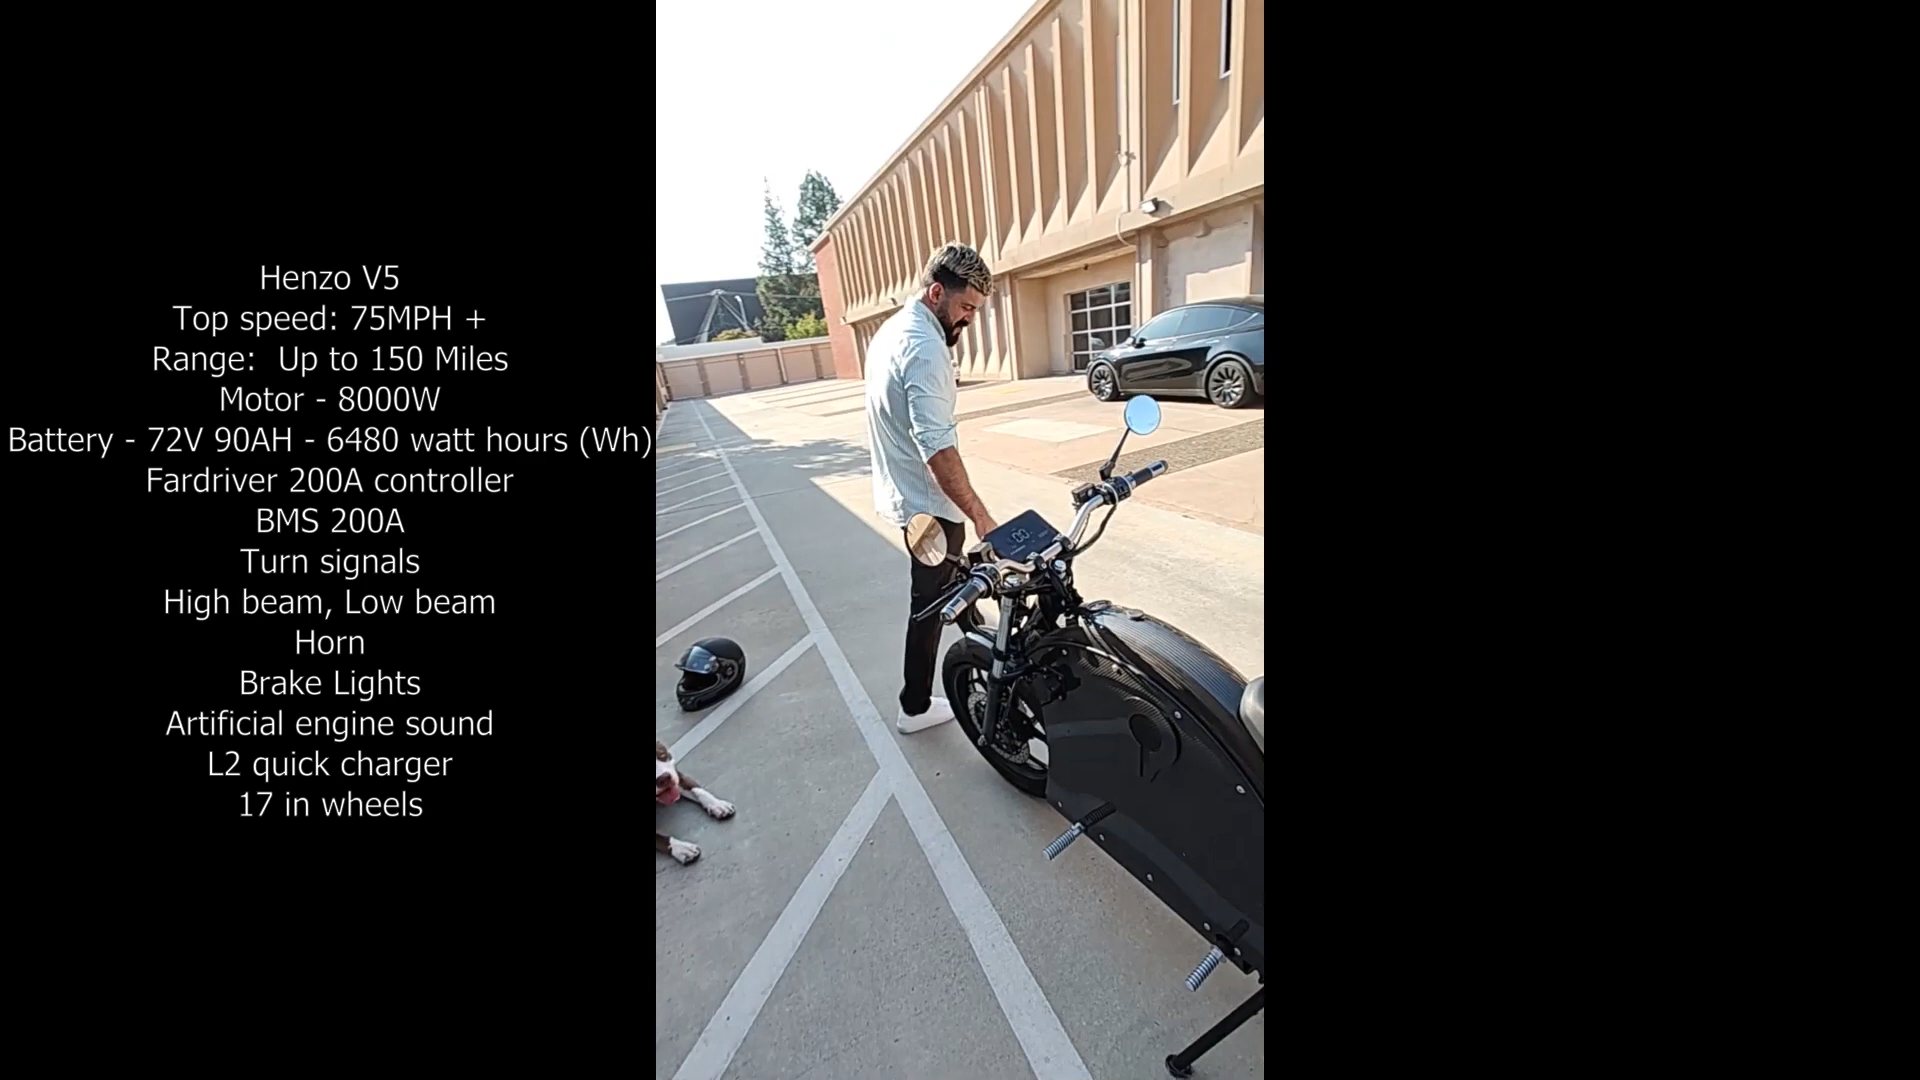 Henzo V5
Top speed: 75MPH +
Range:  Up to 150 Miles
Motor - 8000W
Battery - 72V 90AH - 6480 watt hours (Wh)
Fardriver 200A controller
BMS 200A
Turn signals
High beam, Low beam
Horn
Brake Lights
Artificial engine sound
L2 quick charger
17 in wheels
00